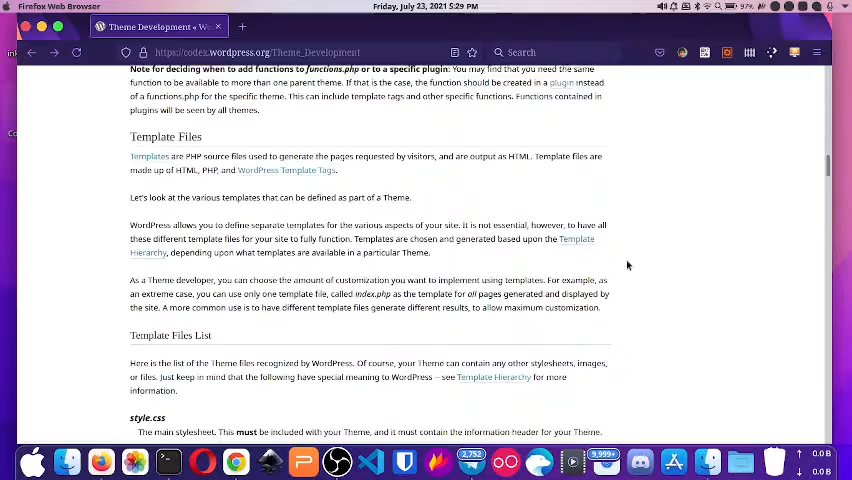 Firefox Web Browser
Friday, July 23, 2021 5:29 PM
97%
Theme Development « Wo
https://codex.wordpress.org/Theme_Development
Search
Note for deciding when to add functions to functions.php or to a specific plugin: You may find that you need the same
function to be available to more than one parent theme. If that is the case, the function should be created in a plugin instead
of a functions.php for the specific theme. This can include template tags and other specific functions. Functions contained in
plugins will be seen by all themes.
Template Files
Templates are PHP source files used to generate the pages requested by visitors, and are output as HTML. Template files are
made up of HTML, PHP, and WordPress Template Tags.
Let's look at the various templates that can be defined as part of a Theme.
WordPress allows you to define separate templates for the various aspects of your site. It is not essential, however, to have all
these different template files for your site to fully function. Templates are chosen and generated based upon the Template
Hierarchy, depending upon what templates are available in a particular Theme.
As a Theme developer, you can choose the amount of customization you want to implement using templates. For example, as
an extreme case, you can use only one template file, called index.php as the template for all pages generated and displayed by
the site. A more common use is to have different template files generate different results, to allow maximum customization.
Template Files List
Here is the list of the Theme files recognized by WordPress. Of course, your Theme can contain any other stylesheets, images,
or files. Just keep in mind that the following have special meaning to WordPress -- see Template Hierarchy for more
information.
style.css
The main stylesheet. This must be included with your Theme, and it must contain the information header for your Theme.
2,752
9,999+
0.0 B
0.0 B